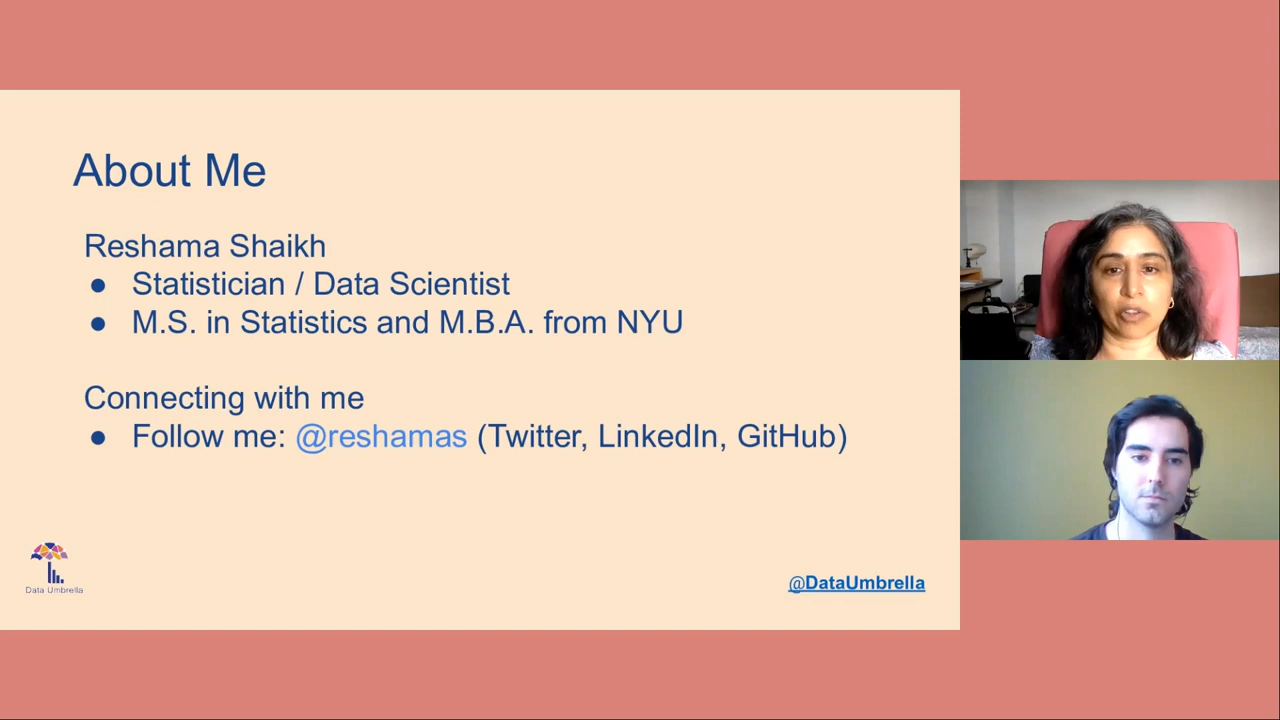 About Me
Reshama Shaikh
● Statistician / Data Scientist
● M.S. in Statistics and M.B.A. from NYU
Connecting with me
● Follow me: @reshamas (Twitter, LinkedIn, GitHub)
Data Umbrella
@DataUmbrella